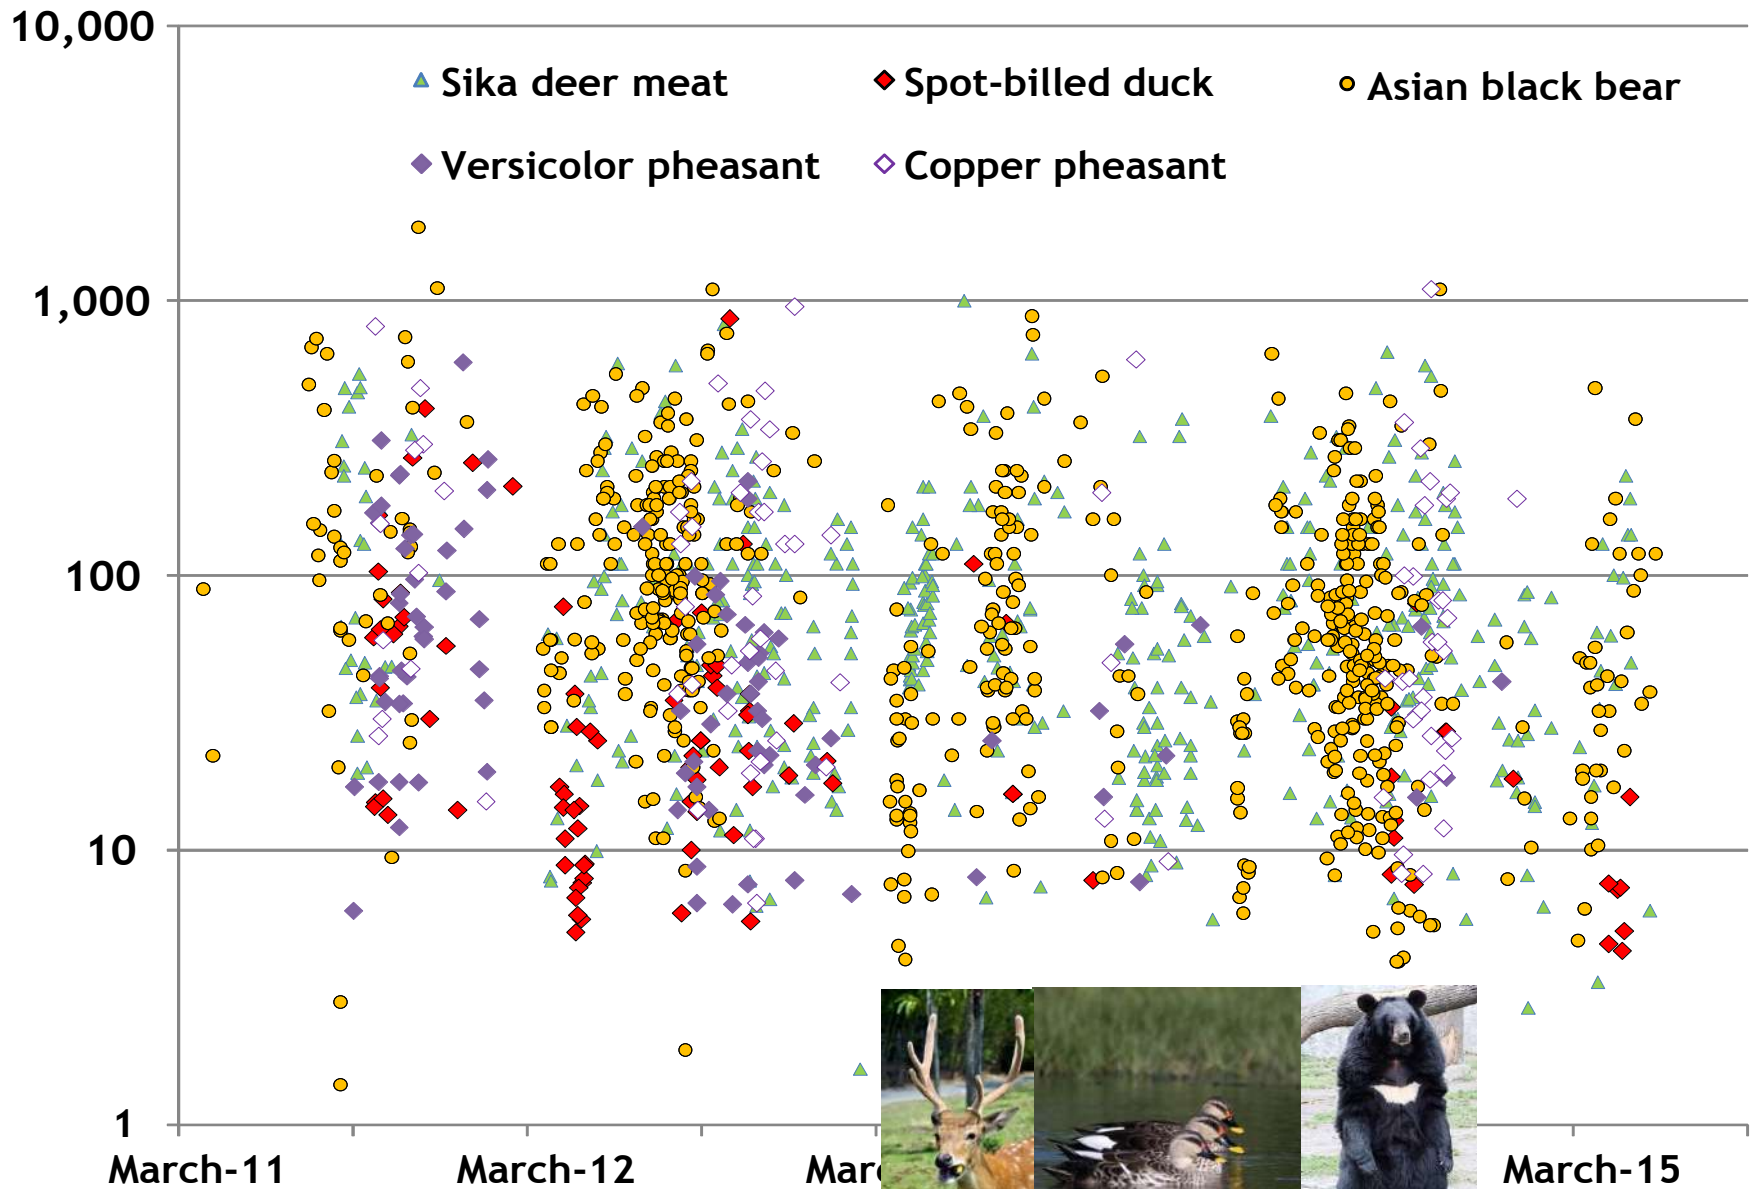 10,000
Sika deer meat Spot-billed duck Asian black bear
Versicolor pheasant Copper pheasant
1,000
100
10
1
March-11 March-12 Mar March-15